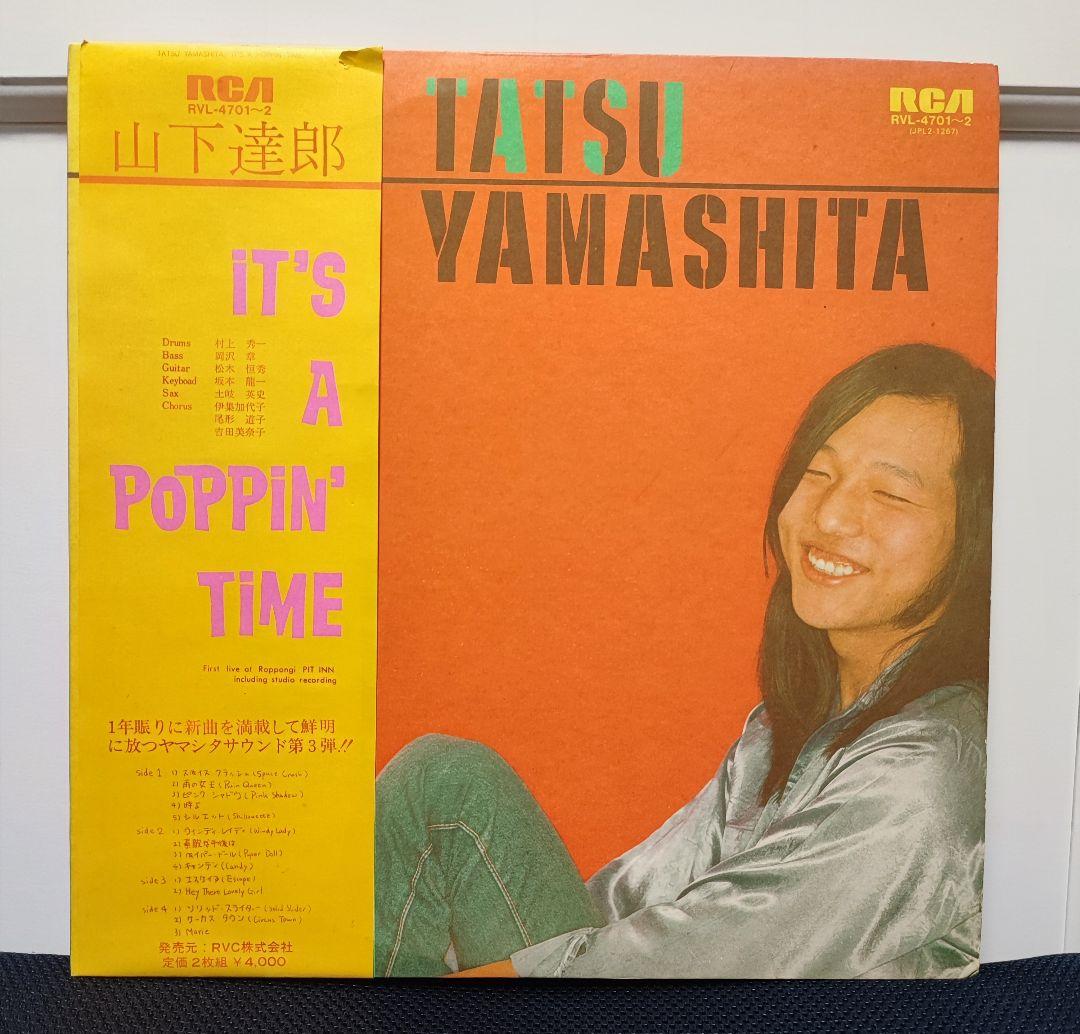 TATSU YAMASHITA, IT'S A POPPIN' TIME
RCA
RVL-4701〜2
山下達郎
iT'S
A
POPPiN'
TiME
Drums 村上 秀一
Bass 岡沢 章
Guitar 松木 恒秀
Keyboad 坂本 龍一
Sax 土岐 英史
Chorus 伊集加代子
尾形 道子
吉田美奈子
First live at Roppongi PIT INN
including studio recording
1年賑りに新曲を満載して鮮明
に放つヤマシタサウンド第3弾!!
side 1 1) スペイス クラッシュ (Space Crush)
2) 雨の女王 (Rain Queen)
3) ピンク・シャドウ (Pink Shadow)
4) 時よ
5) シルエット (Shilouette)
side 2 1) ウィンディ レイディ (Windy Lady)
2) 素敵な午後は
3) ペイパー・ドール (Paper Doll)
4) キャンディ (Candy)
side 3 1) エスケイプ (Escape)
2) Hey There Lonely Girl
side 4 1) ソリッド・スライダー (Solid Slider)
2) サーカス タウン (Circus Town)
3) Marie
発売元：RVC株式会社
定価 2枚組 ¥4,000
TATSU
YAMASHITA
RCA
RVL-4701〜2
(JPL2-1267)